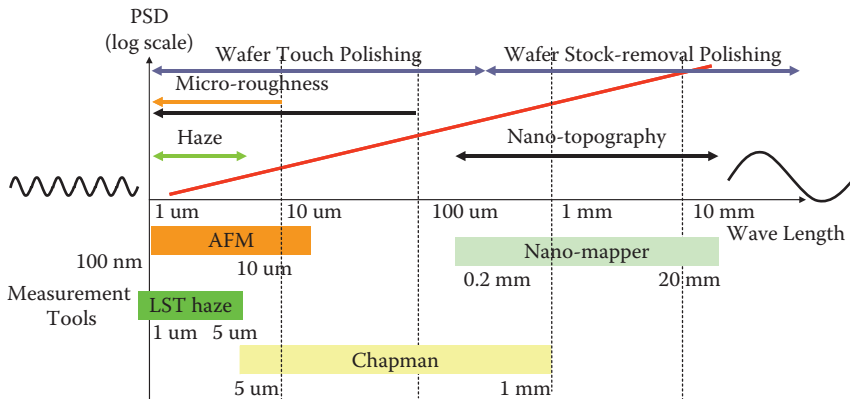 PSD
(log scale)
Wafer Touch Polishing
Wafer Stock-removal Polishing
Micro-roughness
Haze
Nano-topography
1 um
10 um
100 um
1 mm
10 mm
Wave Length
AFM
Nano-mapper
100 nm
10 um
0.2 mm
20 mm
Measurement
Tools
LST haze
1 um
5 um
Chapman
5 um
1 mm